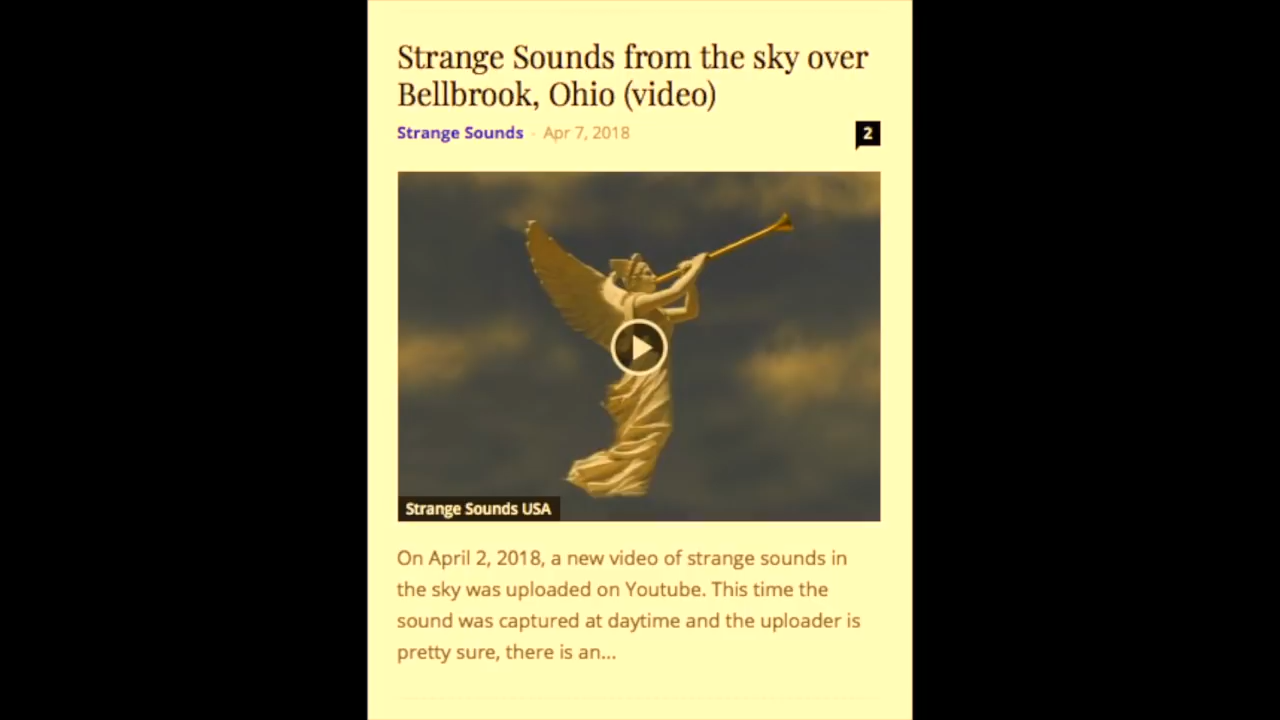 Strange Sounds from the sky over
Bellbrook, Ohio (video)
Strange Sounds - Apr 7, 2018
2
Strange Sounds USA
On April 2, 2018, a new video of strange sounds in
the sky was uploaded on Youtube. This time the
sound was captured at daytime and the uploader is
pretty sure, there is an...